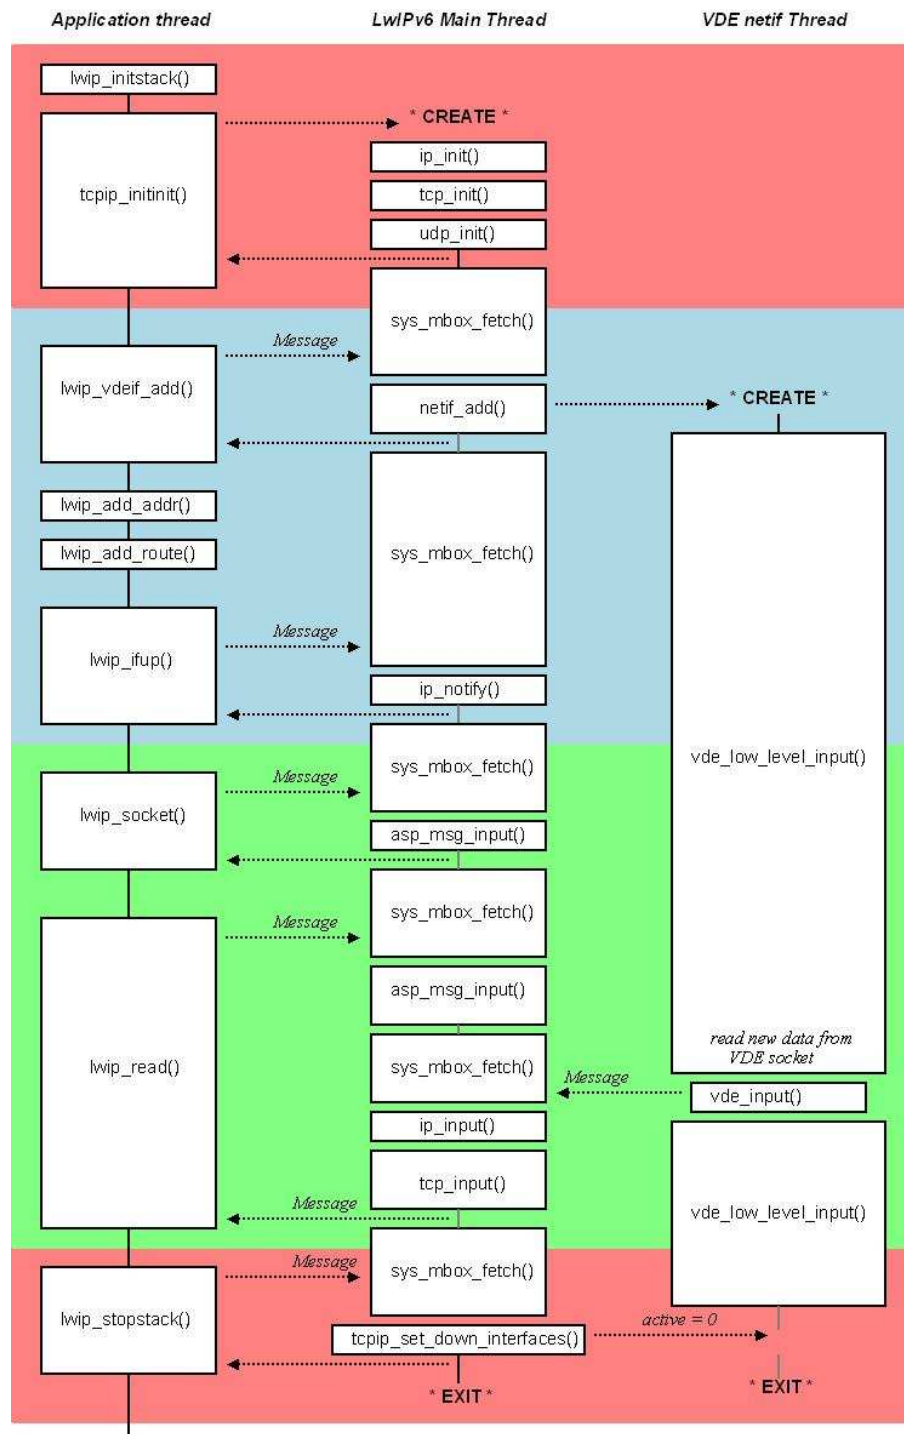 Application thread
LwIPv6 Main Thread
VDE netif Thread
lwip_initstack()
* CREATE *
tcpip_initinit()
ip_init()
tcp_init()
udp_init()
sys_mbox_fetch()
Message
lwip_vdeif_add()
netif_add()
* CREATE *
lwip_add_addr()
lwip_add_route()
sys_mbox_fetch()
Message
lwip_ifup()
ip_notify()
vde_low_level_input()
sys_mbox_fetch()
Message
lwip_socket()
asp_msg_input()
sys_mbox_fetch()
Message
asp_msg_input()
read new data from
VDE socket
lwip_read()
sys_mbox_fetch()
Message
vde_input()
ip_input()
tcp_input()
Message
vde_low_level_input()
Message
sys_mbox_fetch()
lwip_stopstack()
tcpip_set_down_interfaces()
active = 0
* EXIT *
* EXIT *